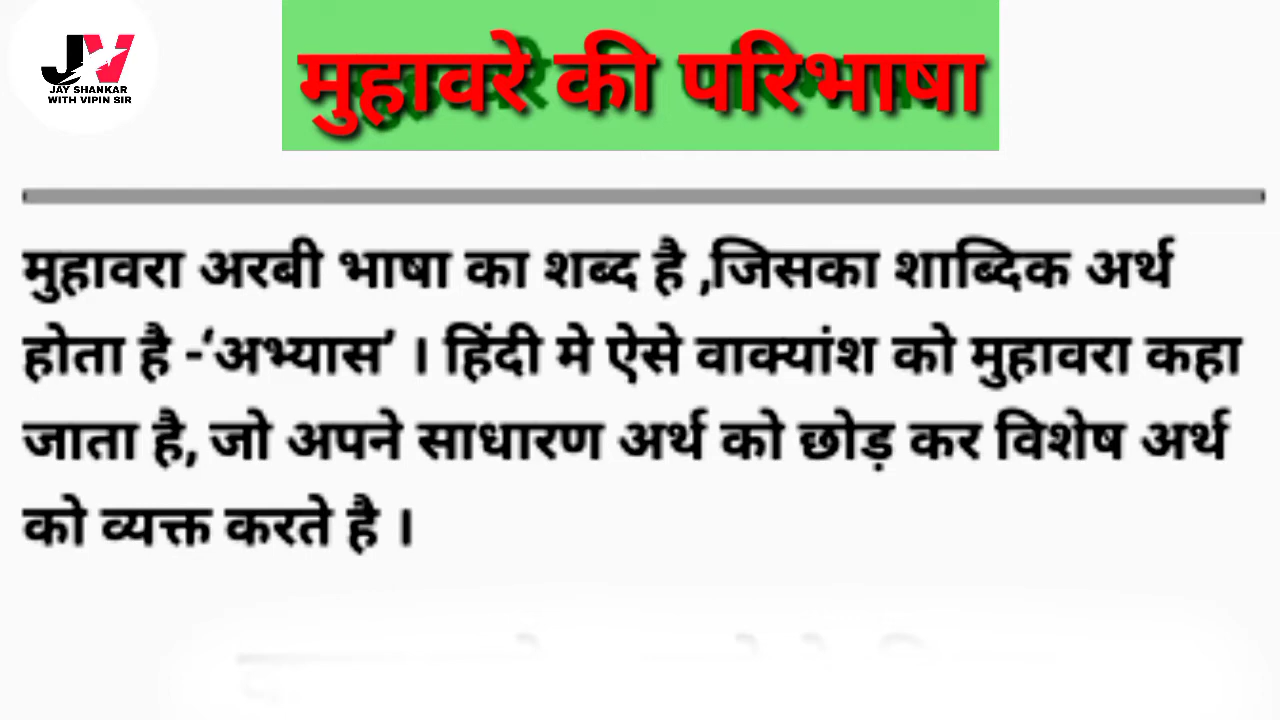 JV
JAY SHANKAR
WITH VIPIN SIR
मुहावरे की परिभाषा
मुहावरा अरबी भाषा का शब्द है ,जिसका शाब्दिक अर्थ
होता है -‘अभ्यास’ । हिंदी मे ऐसे वाक्यांश को मुहावरा कहा
जाता है, जो अपने साधारण अर्थ को छोड़ कर विशेष अर्थ
को व्यक्त करते है ।